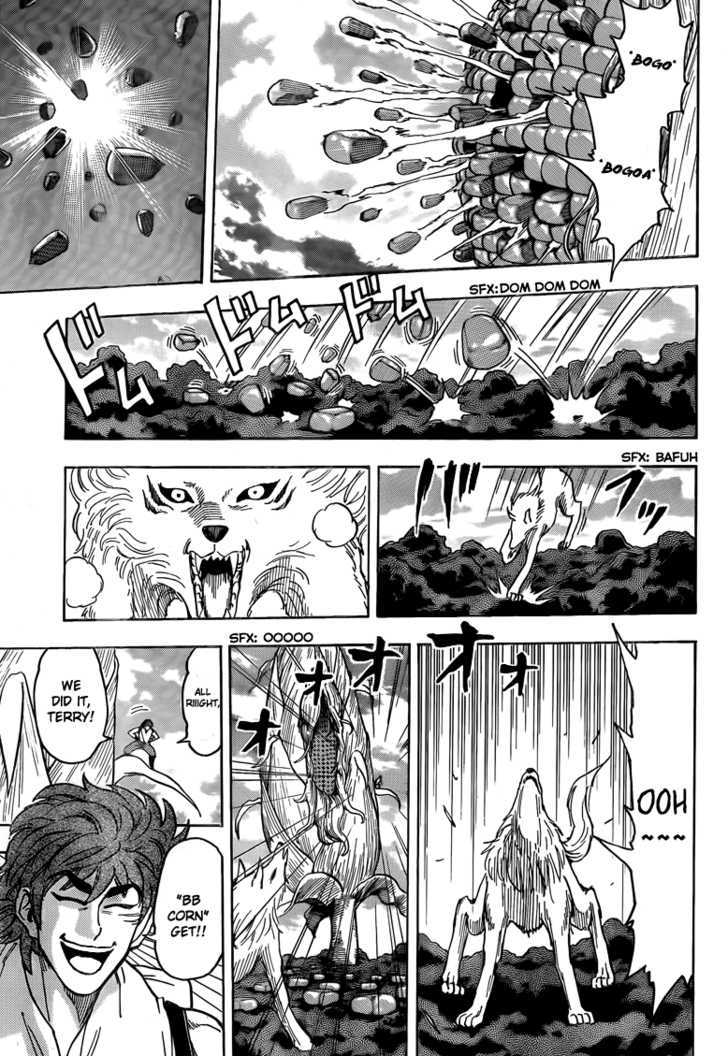 "BOGO"
"BOGOA"
SFX:DOM DOM DOM
ドム
ドム
ドム
SFX: BAFUH
バフッ
OOH
~~~
オ
オ
オ
オ
オ
SFX: OOOOO
ALL
RIIIGHT,
WE
DID IT,
TERRY!
"BB
CORN"
GET!!